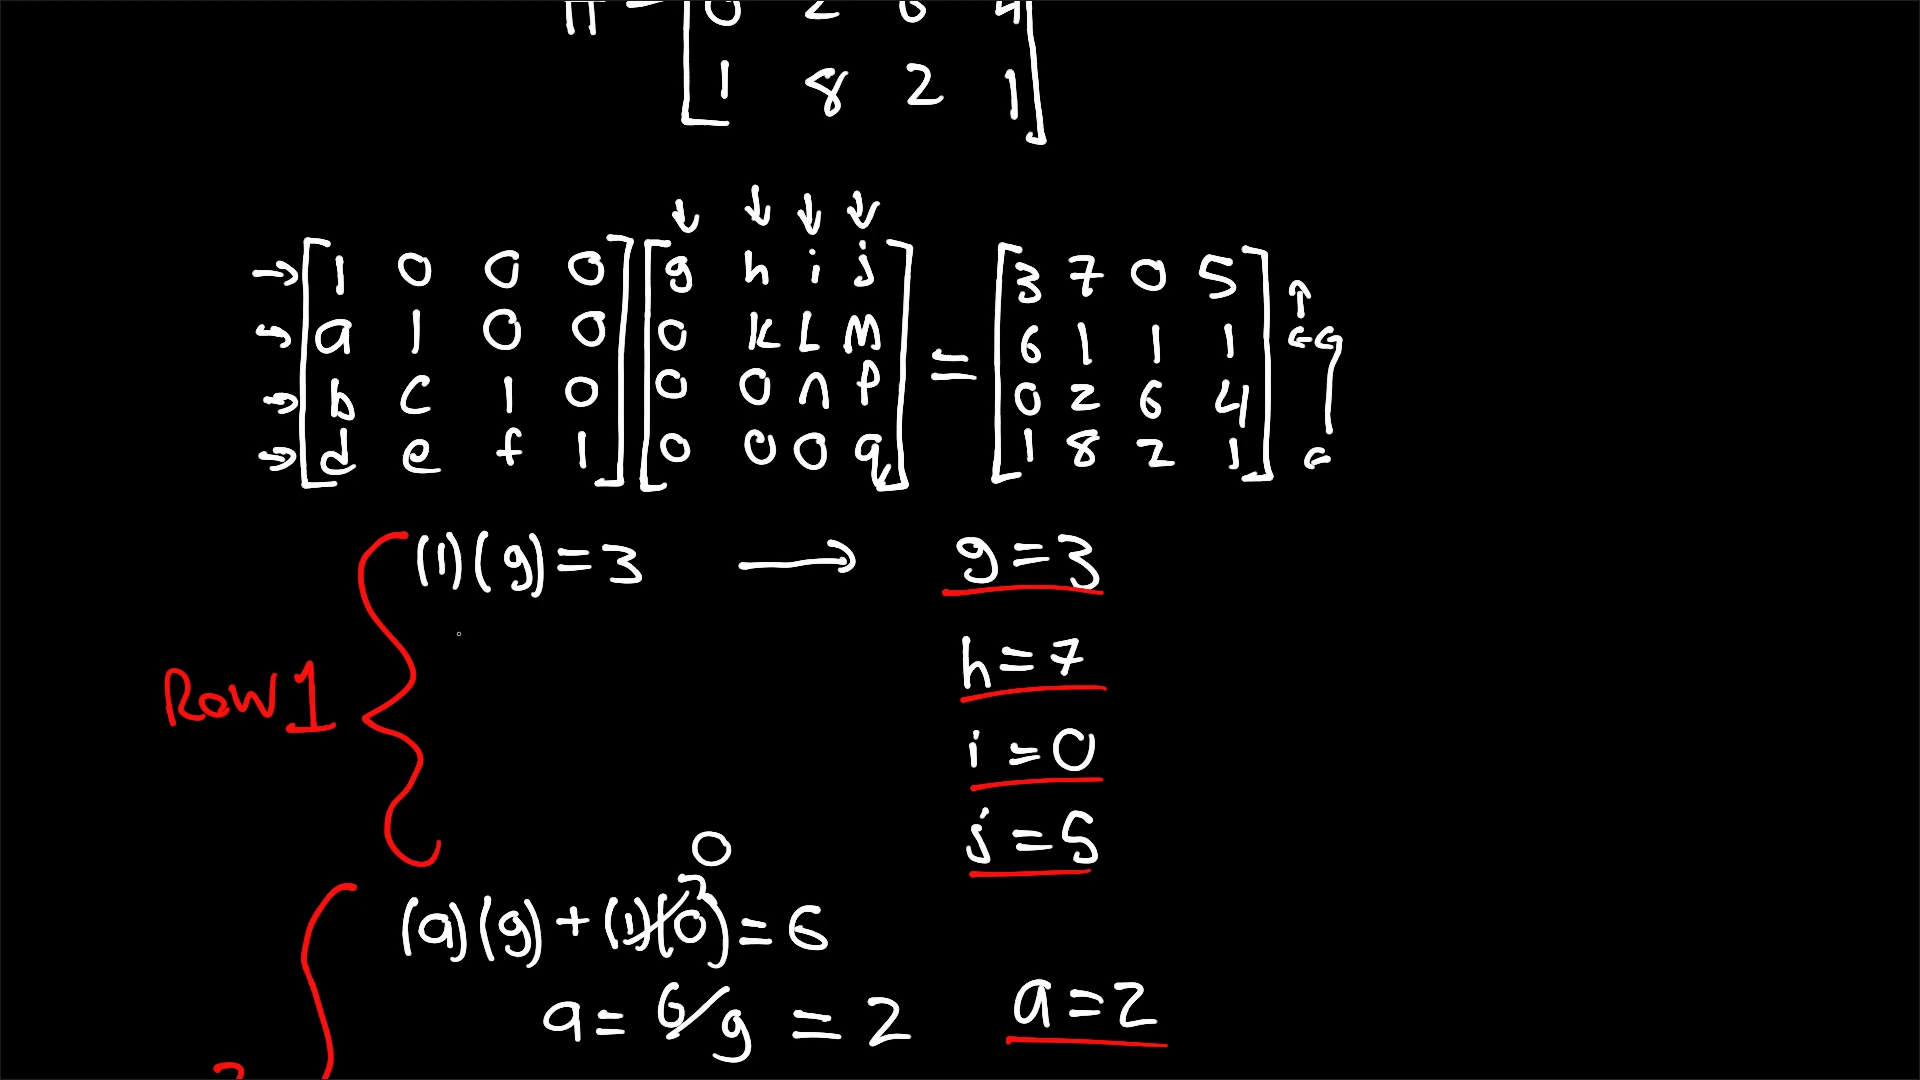 1 8 2 1
↓ ↓ ↓ ↓
→ [1 0 0 0] [g h i j] [3 7 0 5] ↑
→ [a 1 0 0] [0 k L M] = [6 1 1 1]
→ [b c 1 0] [0 0 n p] [0 2 6 4]
→ [d e f 1] [0 0 0 q] [1 8 2 1]
(1)(g)=3 → g=3
h=7
Row 1
i=0
j=5
0
(a)(g)+(1)(0)=6
a=6/g=2 a=2